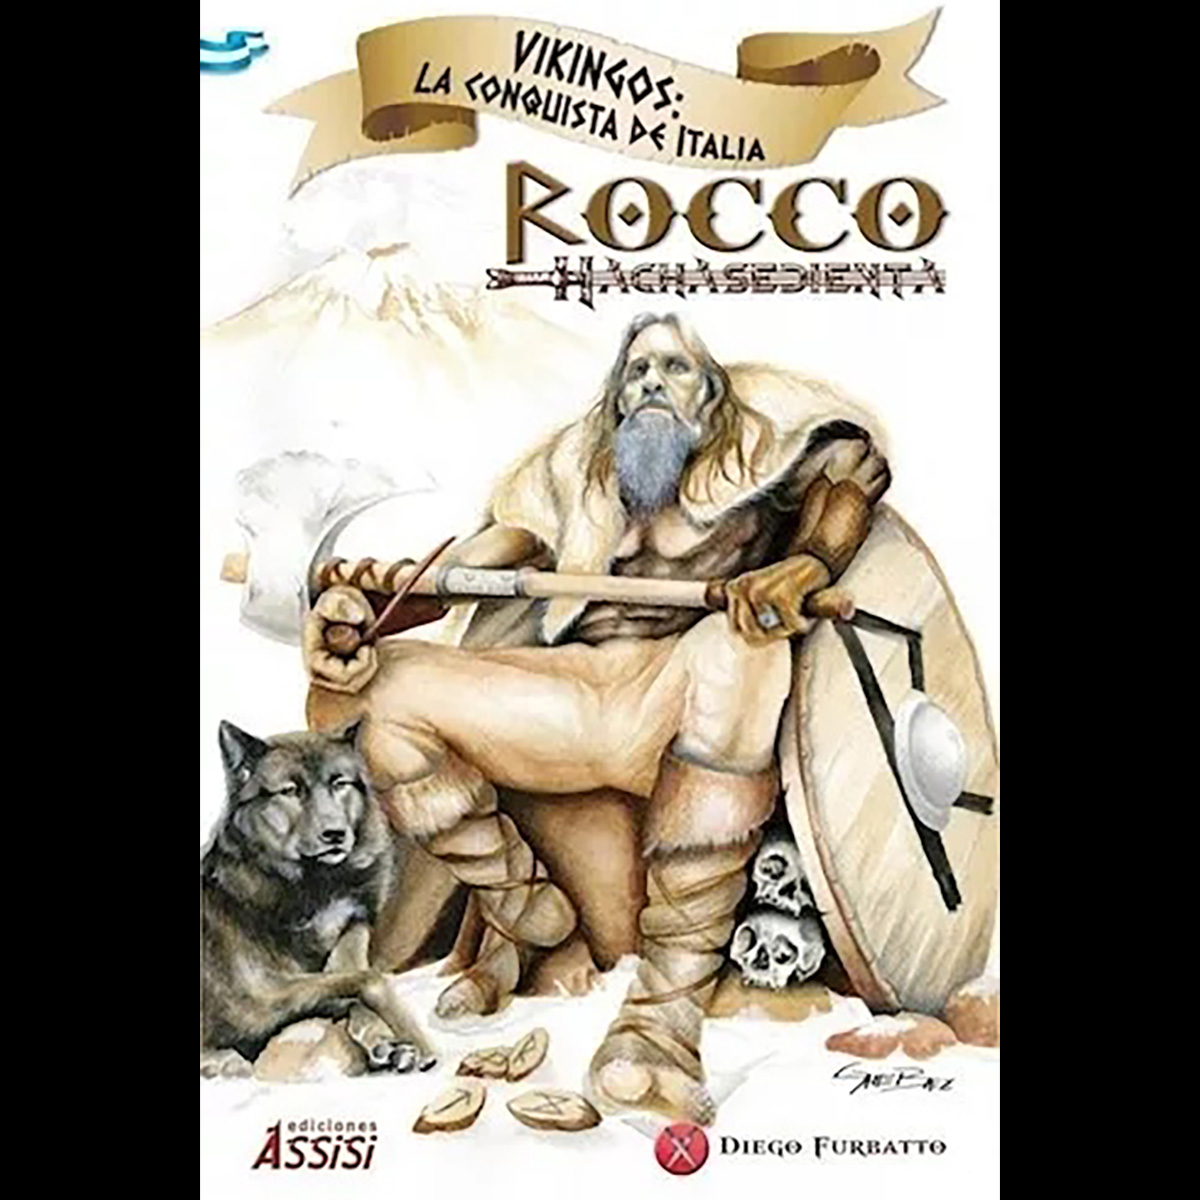 VIKINGOS:
LA CONQUISTA DE ITALIA
ROCCO
HACHASEDIENTA
ediciones
ASSiSi
DIEGO FURBATTO